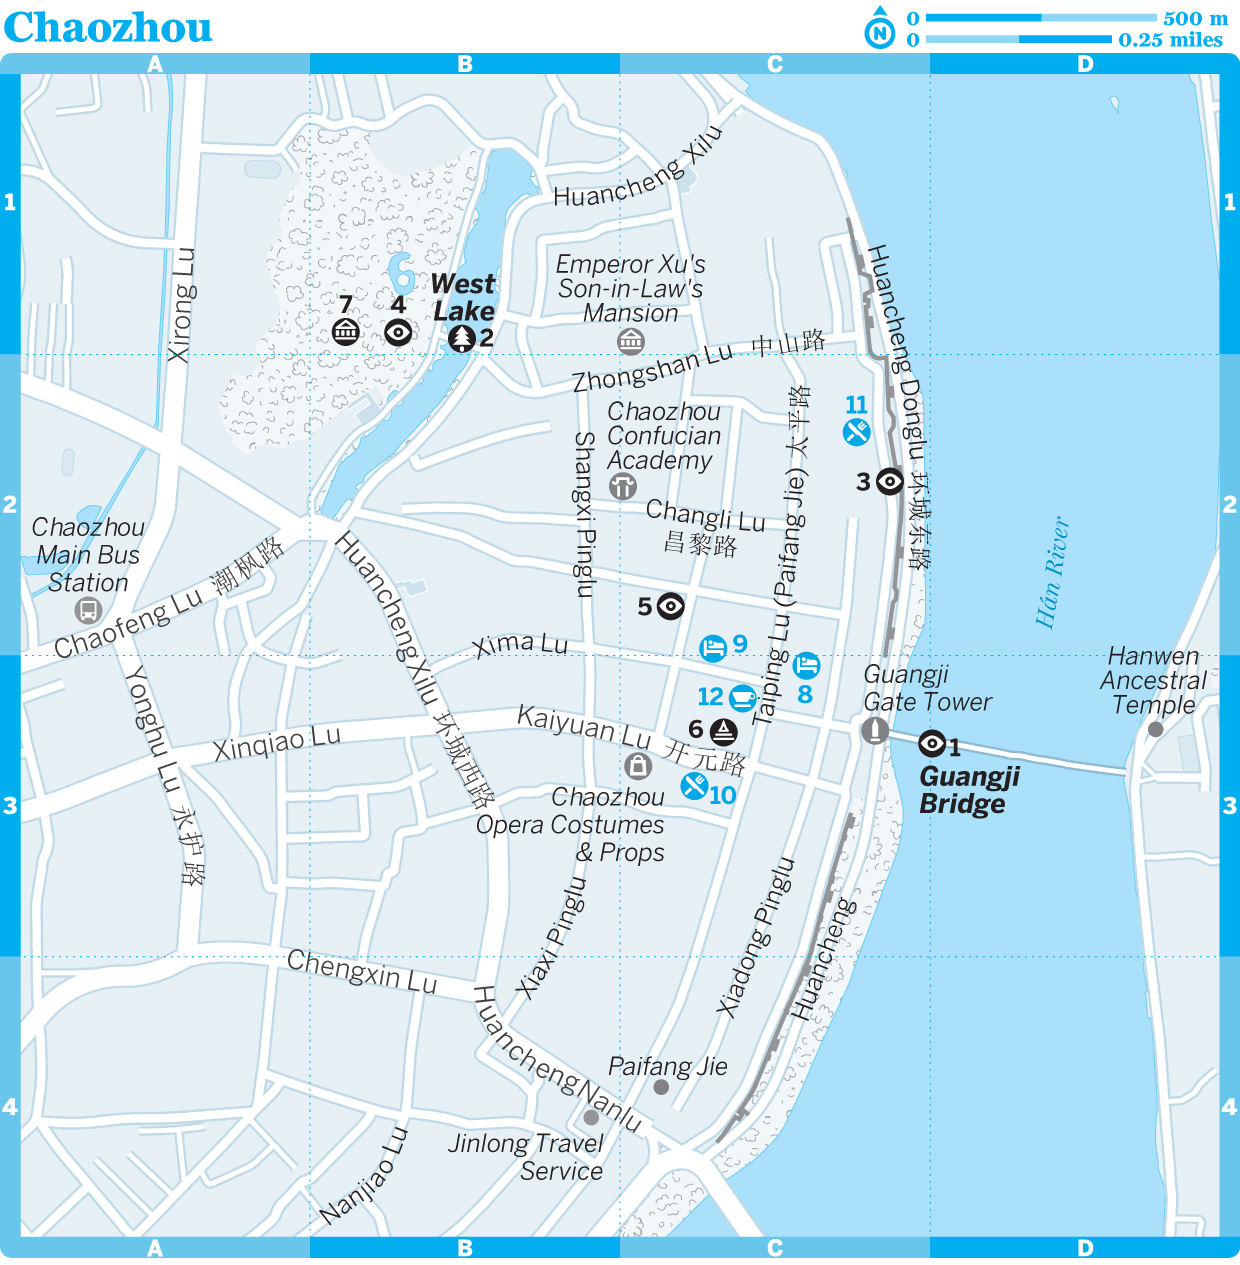 Chaozhou
N
0 500 m
0 0.25 miles
A B C D
1 1
Huancheng Xilu
Xirong Lu
Huancheng Donglu 环城东路
Emperor Xu's
Son-in-Law's
Mansion
West
Lake
7
4
2
中山路
Zhongshan Lu
2 2
Chaozhou
Confucian
Academy
11
3
Shangxi Pinglu
Taiping Lu (Paifang Jie) 太平路
Changli Lu
昌黎路
Chaozhou
Main Bus
Station
Chaofeng Lu 潮枫路
Huancheng Xilu 环城西路
Hán River
5
9
Xima Lu
8
12
Guangji
Gate Tower
Hanwen
Ancestral
Temple
3 3
Yonghu Lu 永护路
Xinqiao Lu
Kaiyuan Lu 开元路
6
1
Guangji
Bridge
10
Chaozhou
Opera Costumes
& Props
Xiaxi Pinglu
Xiadong Pinglu
Huancheng
Chengxin Lu
4 4
Huancheng Nanlu
Paifang Jie
Jinlong Travel
Service
Nanjiao Lu
A B C D